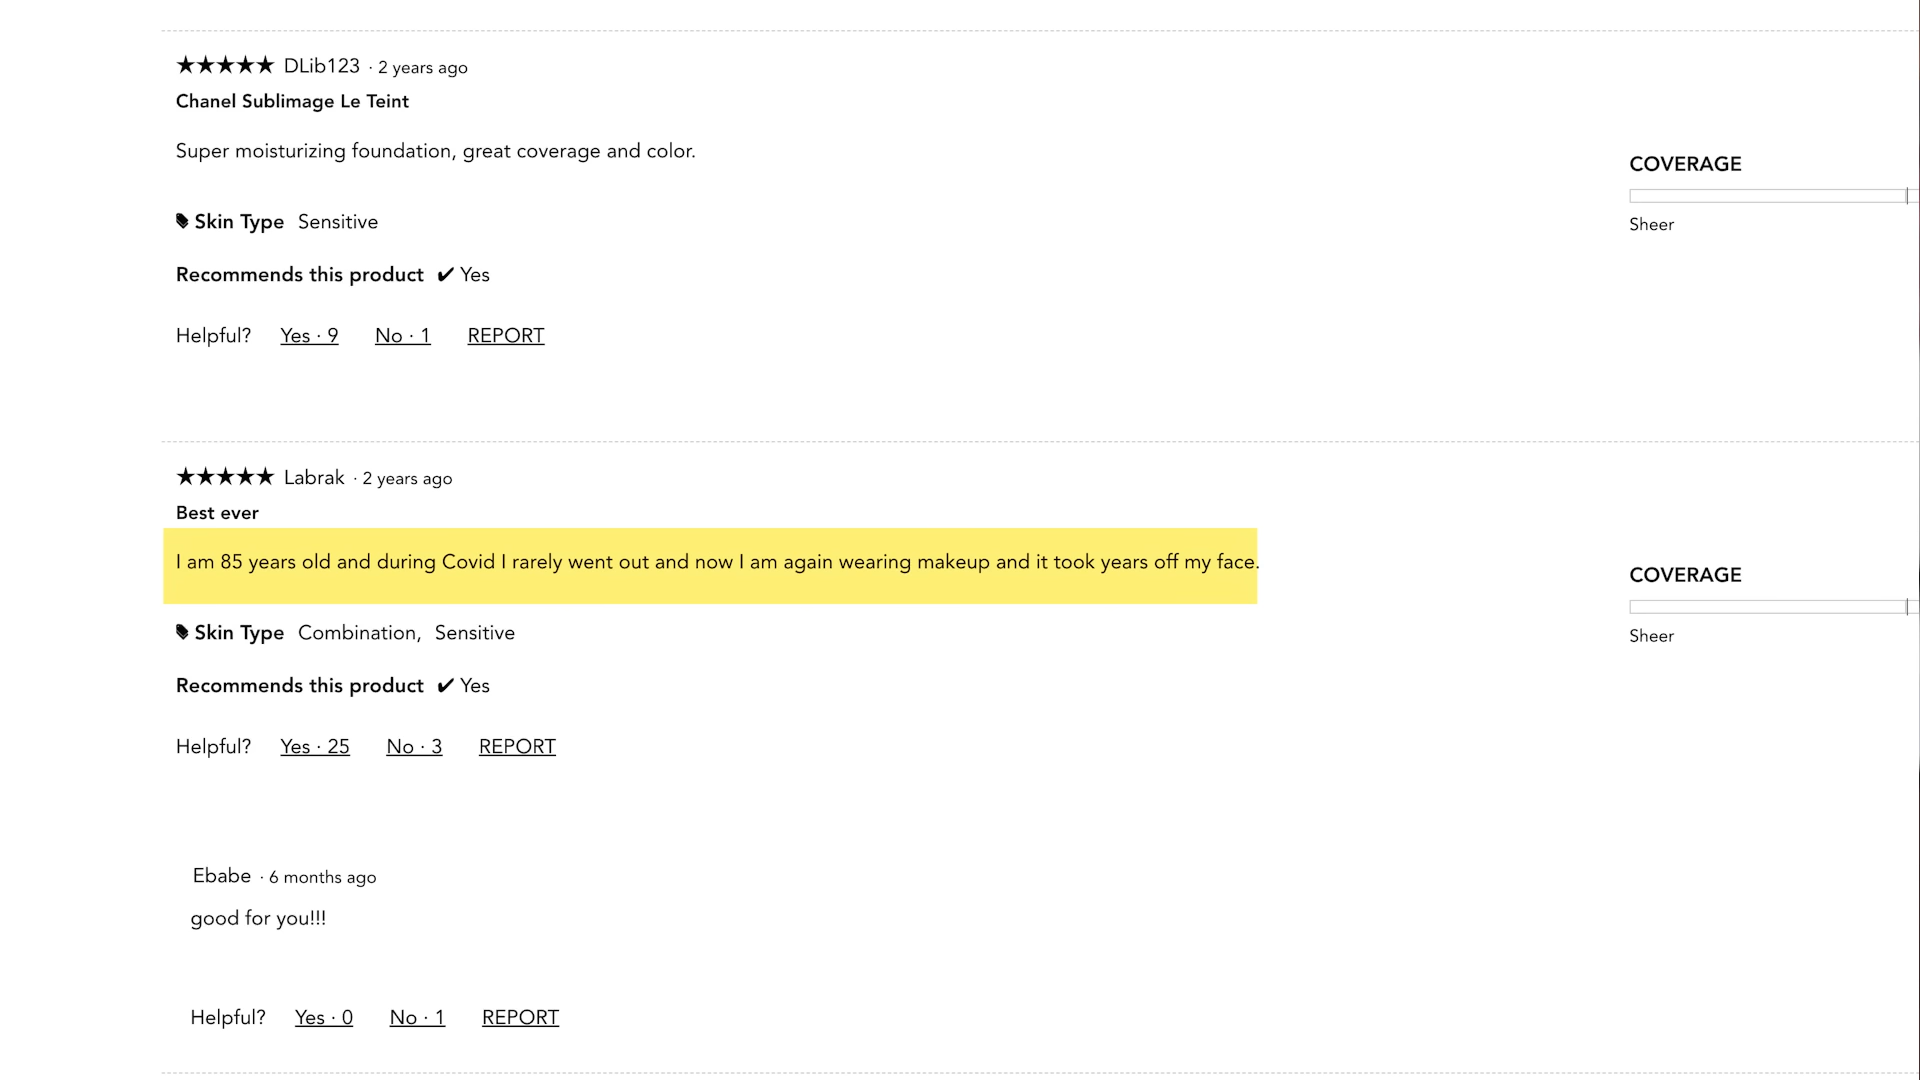 ★★★★★ DLib123 · 2 years ago
Chanel Sublimage Le Teint
Super moisturizing foundation, great coverage and color.
COVERAGE
Sheer
Skin Type Sensitive
Recommends this product ✔ Yes
Helpful? Yes · 9 No · 1 REPORT
★★★★★ Labrak · 2 years ago
Best ever
I am 85 years old and during Covid I rarely went out and now I am again wearing makeup and it took years off my face.
COVERAGE
Sheer
Skin Type Combination, Sensitive
Recommends this product ✔ Yes
Helpful? Yes · 25 No · 3 REPORT
Ebabe · 6 months ago
good for you!!!
Helpful? Yes · 0 No · 1 REPORT